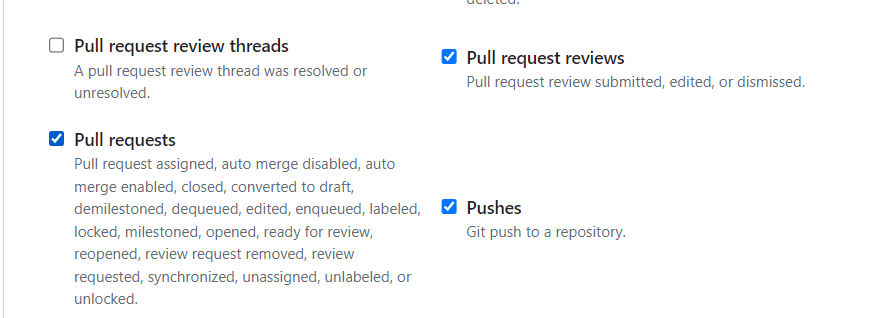 deleted.
Pull request review threads
A pull request review thread was resolved or
unresolved.
Pull request reviews
Pull request review submitted, edited, or dismissed.
Pull requests
Pull request assigned, auto merge disabled, auto
merge enabled, closed, converted to draft,
demilestoned, dequeued, edited, enqueued, labeled,
locked, milestoned, opened, ready for review,
reopened, review request removed, review
requested, synchronized, unassigned, unlabeled, or
unlocked.
Pushes
Git push to a repository.